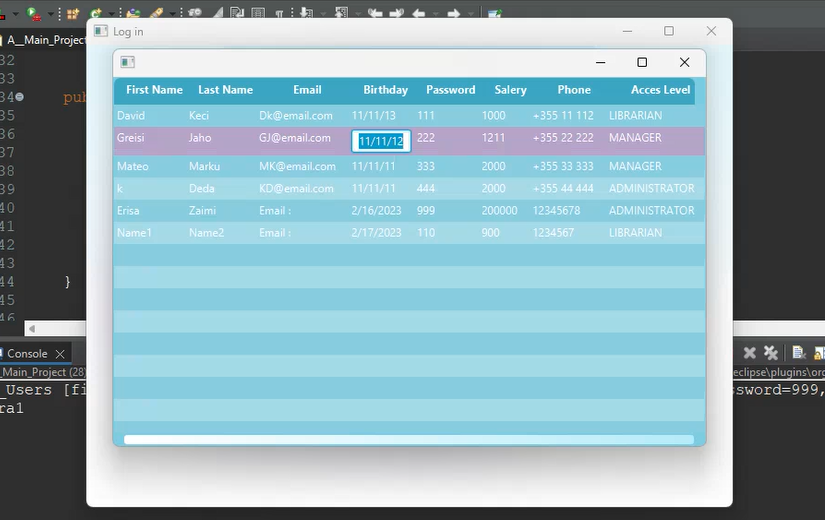 Log in
A__Main_Project
32
33
34 pub
35
36
37
38
39
40
41
42
43
44 }
45
46
First Name Last Name Email Birthday Password Salery Phone Acces Level
David Keci Dk@email.com 11/11/13 111 1000 +355 11 112 LIBRARIAN
Greisi Jaho GJ@email.com 11/11/12 222 1211 +355 22 222 MANAGER
Mateo Marku MK@email.com 11/11/11 333 2000 +355 33 333 MANAGER
k Deda KD@email.com 11/11/11 444 2000 +355 44 444 ADMINISTRATOR
Erisa Zaimi Email : 2/16/2023 999 200000 12345678 ADMINISTRATOR
Name1 Name2 Email : 2/17/2023 110 900 1234567 LIBRARIAN
Console
_Main_Project (28) eclipse\plugins\org
_Users [fi ssword=999,
ra1